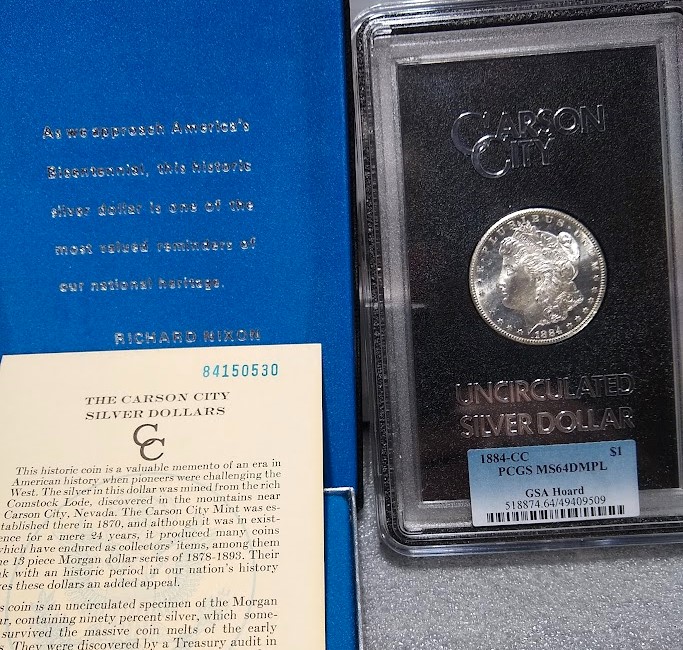 As we approach America's
Bicentennial, this historic
silver dollar is one of the
most valued reminders of
our national heritage.
RICHARD NIXON
84150530
THE CARSON CITY
SILVER DOLLARS
CC
This historic coin is a valuable memento of an era in
American history when pioneers were challenging the
West. The silver in this dollar was mined from the rich
Comstock Lode, discovered in the mountains near
Carson City, Nevada. The Carson City Mint was es-
tablished there in 1870, and although it was in exist-
ence for a mere 24 years, it produced many coins
which have endured as collectors' items, among them
he 13 piece Morgan dollar series of 1878-1893. Their
nk with an historic period in our nation's history
ves these dollars an added appeal.
s coin is an uncirculated specimen of the Morgan
ar, containing ninety percent silver, which some-
survived the massive coin melts of the early
s. They were discovered by a Treasury audit in
CARSON
CITY
PLURIBUS
1884
UNCIRCULATED
SILVER DOLLAR
1884-CC $1
PCGS MS64DMPL
GSA Hoard
518874.64/49409509